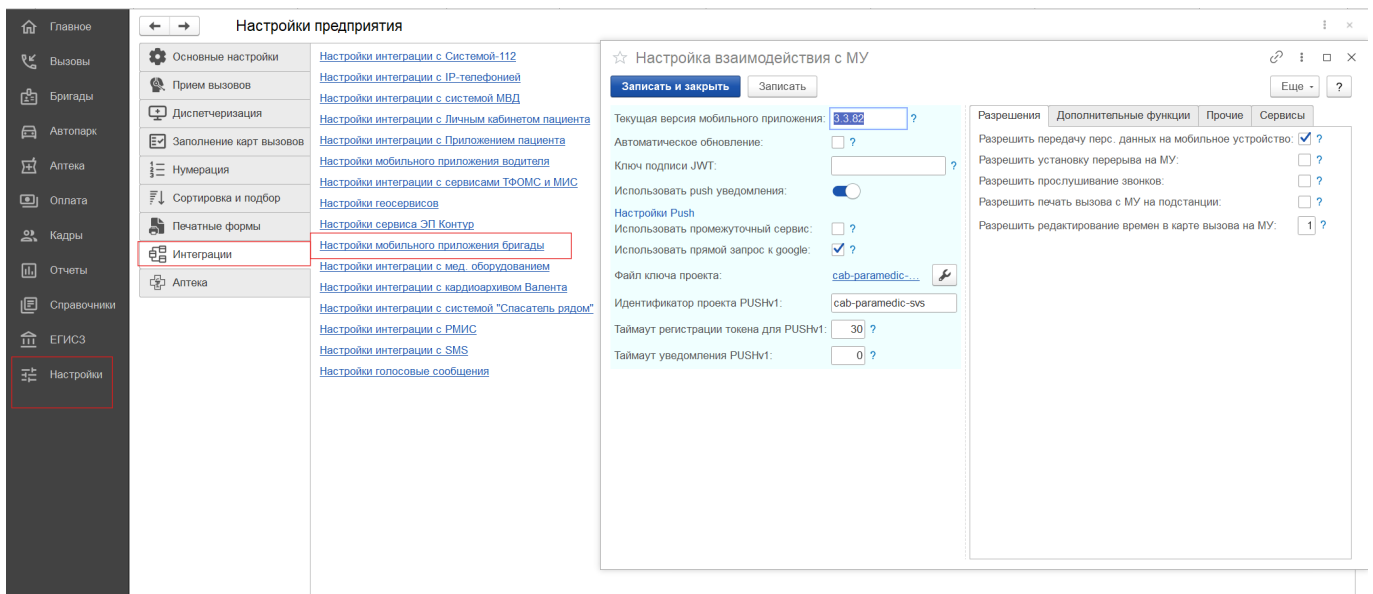 Главное
Вызовы
Бригады
Автопарк
Аптека
Оплата
Кадры
Отчеты
Справочники
ЕГИСЗ
Настройки
Настройки предприятия
Основные настройки
Прием вызовов
Диспетчеризация
Заполнение карт вызовов
Нумерация
Сортировка и подбор
Печатные формы
Интеграции
Аптека
Настройки интеграции с Системой-112
Настройки интеграции с IP-телефонией
Настройки интеграции с системой МВД
Настройки интеграции с Личным кабинетом пациента
Настройки интеграции с Приложением пациента
Настройки мобильного приложения водителя
Настройки интеграции с сервисами ТФОМС и МИС
Настройки геосервисов
Настройки сервиса ЭП Контур
Настройки мобильного приложения бригады
Настройки интеграции с мед. оборудованием
Настройки интеграции с кардиоархивом Валента
Настройки интеграции с системой "Спасатель рядом"
Настройки интеграции с РМИС
Настройки интеграции с SMS
Настройки голосовые сообщения
Настройка взаимодействия с МУ
Записать и закрыть Записать Еще ?
Текущая версия мобильного приложения: 3.3.82 ?
Автоматическое обновление: ?
Ключ подписи JWT: ?
Использовать push уведомления:
Настройки Push
Использовать промежуточный сервис: ?
Использовать прямой запрос к google: ?
Файл ключа проекта: cab-paramedic-...
Идентификатор проекта PUSHv1: cab-paramedic-svs
Таймаут регистрации токена для PUSHv1: 30 ?
Таймаут уведомления PUSHv1: 0 ?
Разрешения Дополнительные функции Прочие Сервисы
Разрешить передачу перс. данных на мобильное устройство: ?
Разрешить установку перерыва на МУ: ?
Разрешить прослушивание звонков: ?
Разрешить печать вызова с МУ на подстанции: ?
Разрешить редактирование времен в карте вызова на МУ: 1 ?